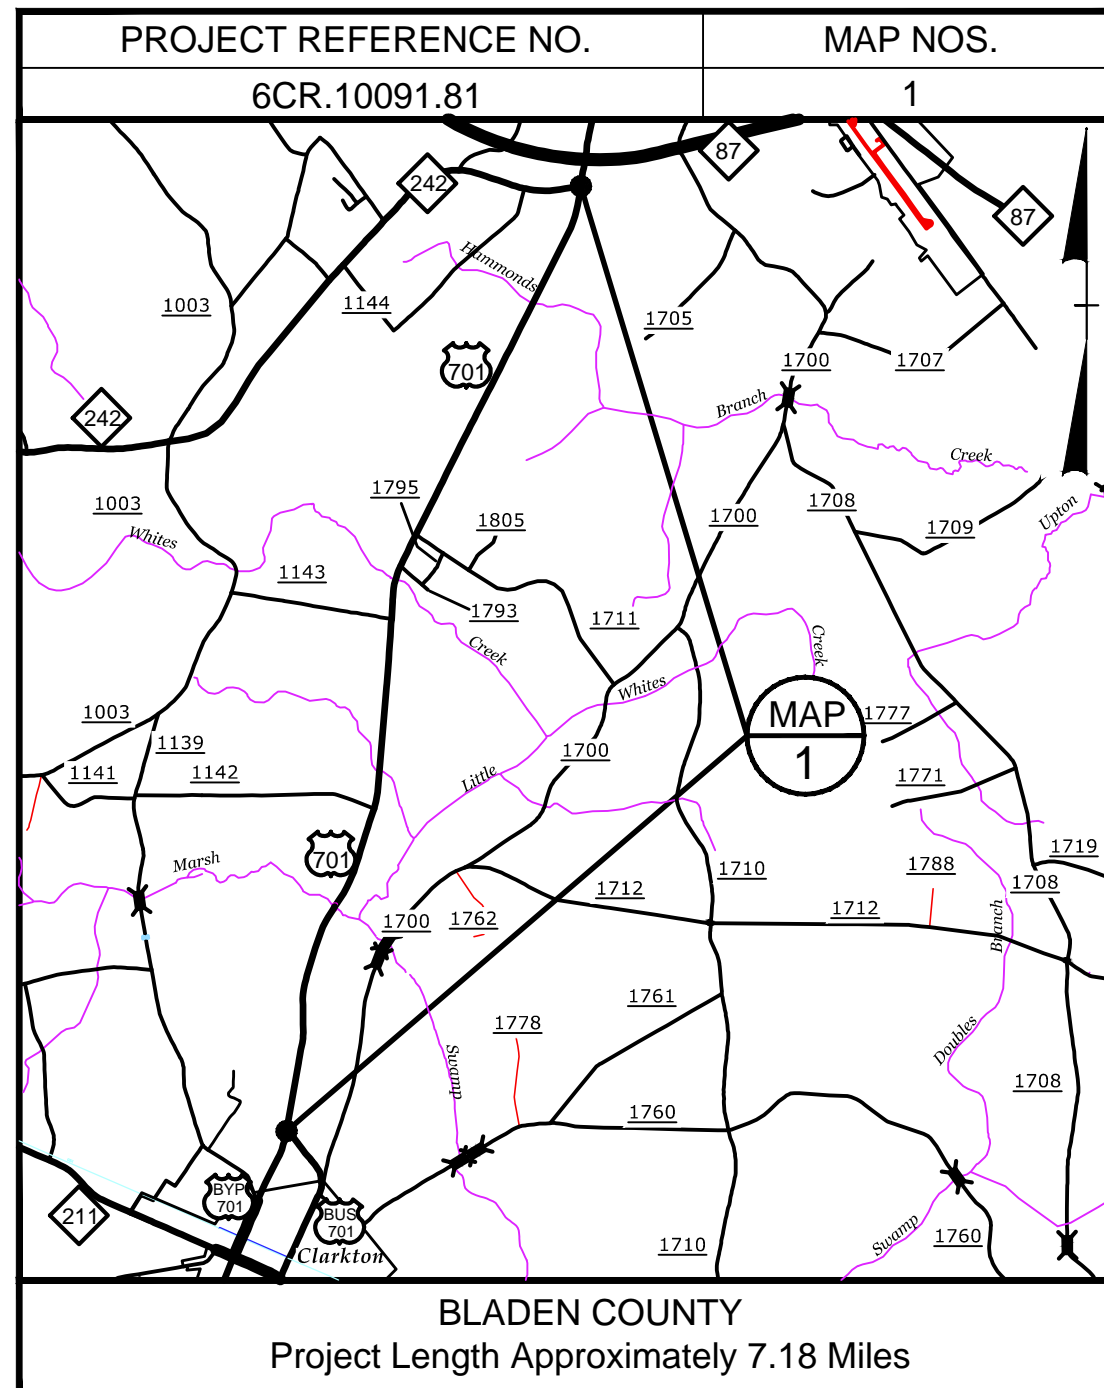 PROJECT REFERENCE NO. MAP NOS.
6CR.10091.81 1
87
242
87
Hammonds
1003
1144
1705
701
1700
1707
242
Branch
Creek
1795
1003
1708
Upton
1700
1805
1709
Whites
1143
1793
1711
Creek
Creek
Whites
1003
MAP
1
1777
1139
1700
1141
1142
Little
1771
701
Marsh
1719
1710
1788
1708
1712
1712
1700
1762
Branch
1761
1778
Doubles
Swamp
1708
1760
BYP
701
211
BUS
701
Swamp
1760
Clarkton
1710
BLADEN COUNTY
Project Length Approximately 7.18 Miles